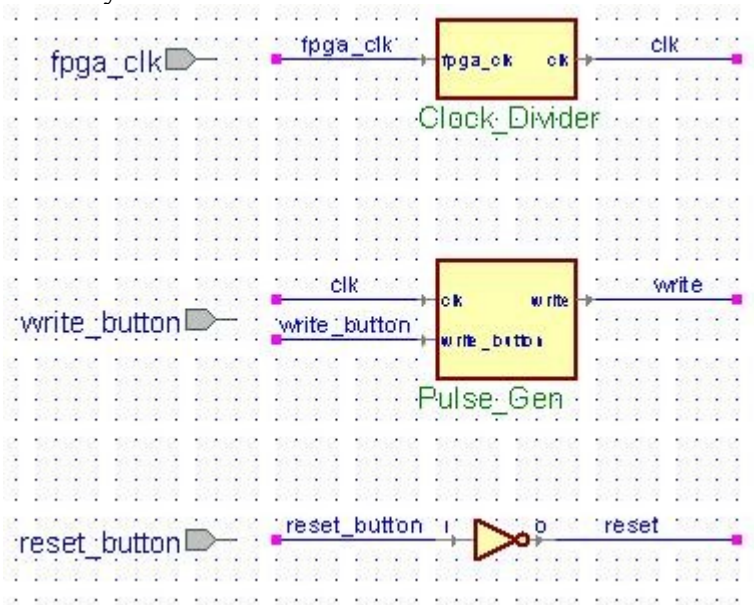 fpga_clk fpga_clk fpga_clk clk clk
Clock_Divider
clk clk write write
write_button write_button write_button
Pulse_Gen
reset_button reset_button I O reset